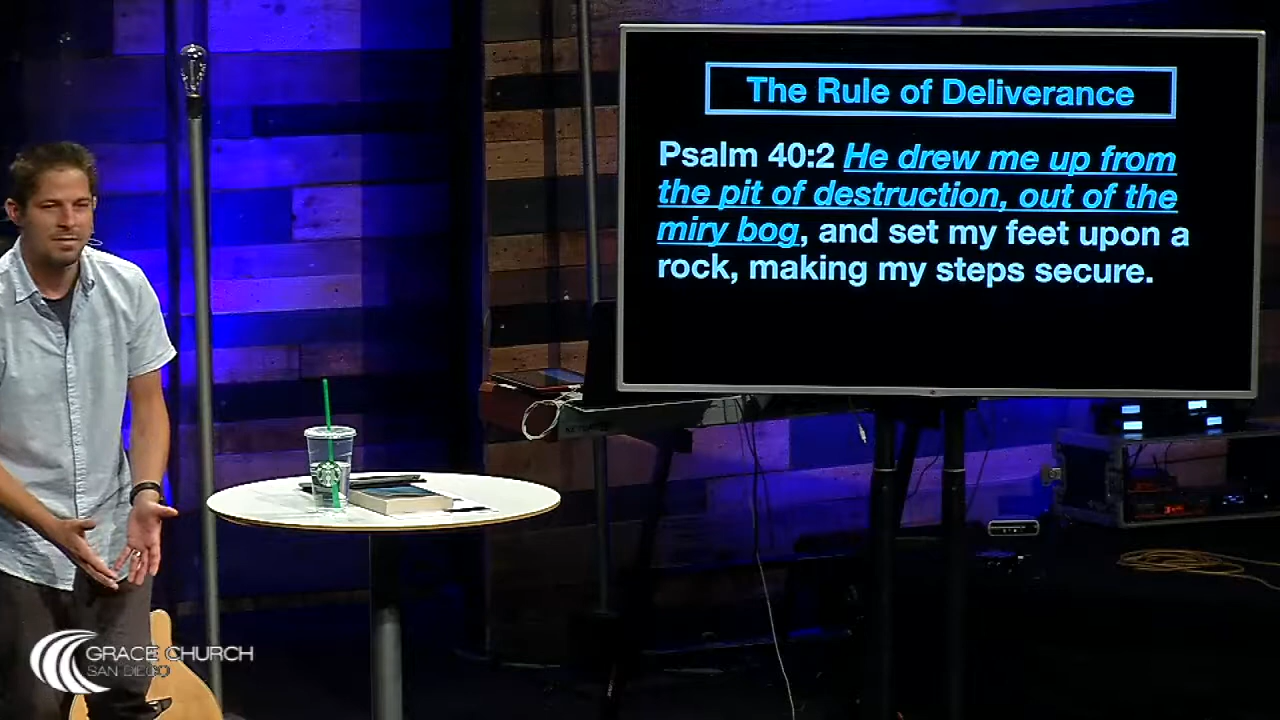 The Rule of Deliverance
Psalm 40:2 He drew me up from
the pit of destruction, out of the
miry bog, and set my feet upon a
rock, making my steps secure.
GRACE CHURCH
SAN DIEGO